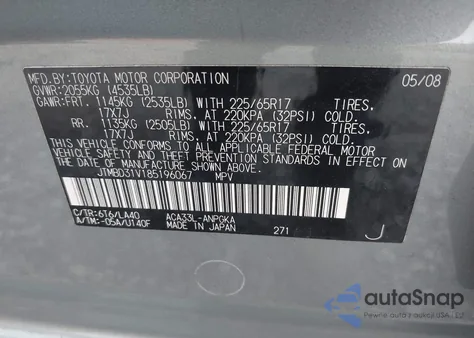 MFD.BY:TOYOTA MOTOR CORPORATION 05/08
GVWR:2055KG (4535LB)
GAWR:FRT. 1145KG (2535LB) WITH 225/65R17 TIRES,
17X7J RIMS, AT 220KPA (32PSI) COLD.
RR. 1135KG (2505LB) WITH 225/65R17 TIRES,
17X7J RIMS, AT 220KPA (32PSI) COLD.
THIS VEHICLE CONFORMS TO ALL APPLICABLE FEDERAL MOTOR
VEHICLE SAFETY AND THEFT PREVENTION STANDARDS IN EFFECT ON
THE DATE OF MANUFACTURE SHOWN ABOVE.
JTMBD31V185196067 MPV
C/TR:6T6/LA40 ACA33L-ANPGKA
A/TM:-05A/U140F MADE IN JAPAN 271 J
autoSnap